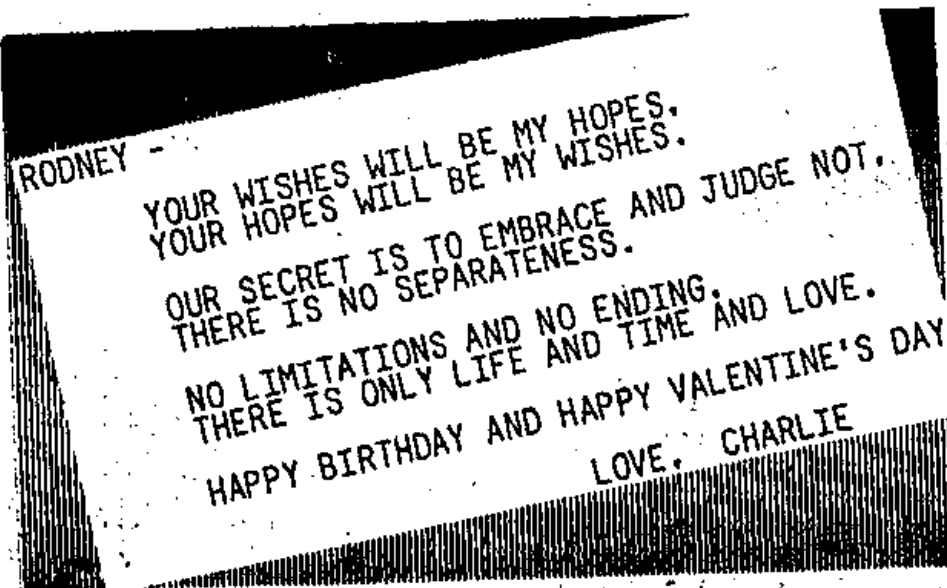 RODNEY -
YOUR WISHES WILL BE MY HOPES.
YOUR HOPES WILL BE MY WISHES.
OUR SECRET IS TO EMBRACE AND JUDGE NOT.
THERE IS NO SEPARATENESS.
NO LIMITATIONS AND NO ENDING.
THERE IS ONLY LIFE AND TIME AND LOVE.
HAPPY BIRTHDAY AND HAPPY VALENTINE'S DAY
LOVE, CHARLIE